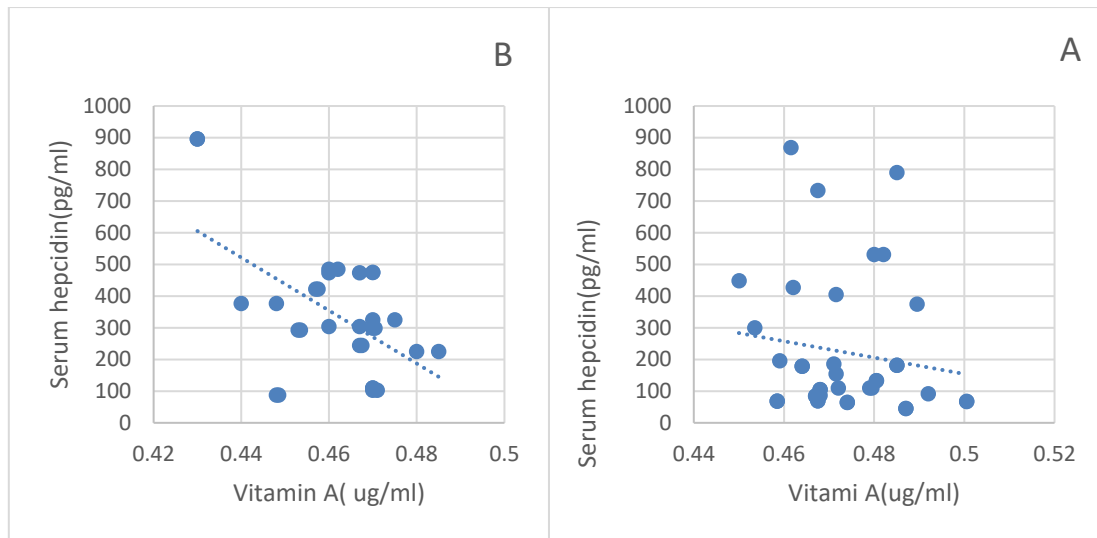 B
Serum hepcidin(pg/ml)
1000
900
800
700
600
500
400
300
200
100
0
0.42 0.44 0.46 0.48 0.5
Vitamin A( ug/ml)
A
Serum hepcidin(pg/ml)
1000
900
800
700
600
500
400
300
200
100
0
0.44 0.46 0.48 0.5 0.52
Vitami A(ug/ml)